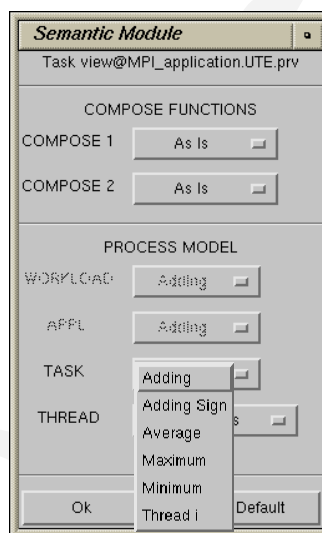 Semantic Module
Task view@MPI_application.UTE.prv
COMPOSE FUNCTIONS
COMPOSE 1 As Is
COMPOSE 2 As Is
PROCESS MODEL
WORKLOAD Adding
APPL Adding
TASK
Adding
Adding Sign
THREAD s
Average
Maximum
Minimum
Thread i
Ok Default